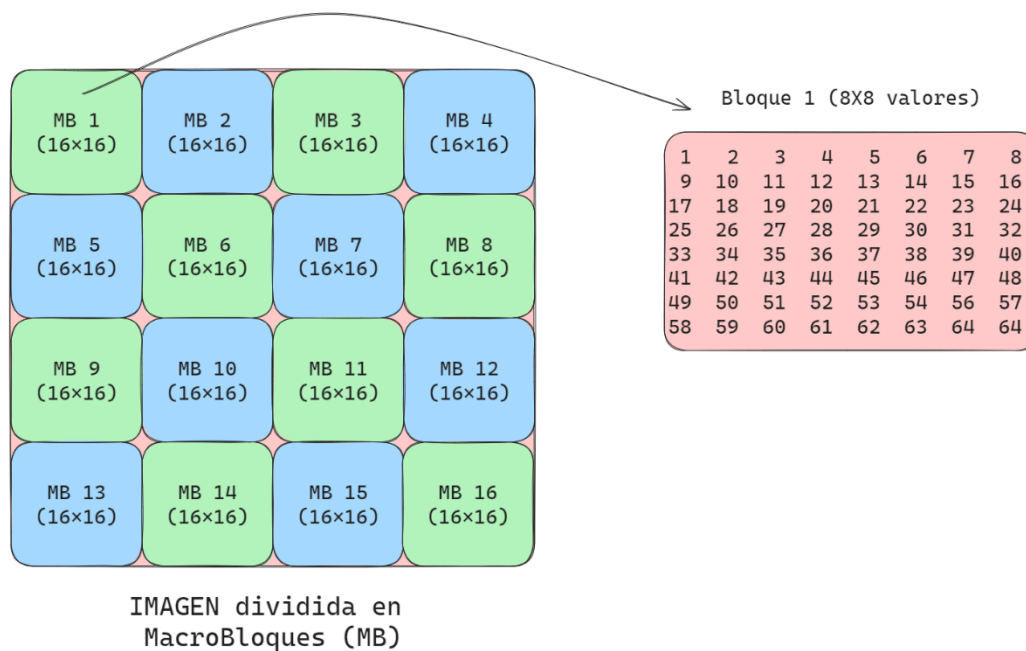 MB 1 MB 2 MB 3 MB 4
(16×16) (16×16) (16×16) (16×16)
MB 5 MB 6 MB 7 MB 8
(16×16) (16×16) (16×16) (16×16)
MB 9 MB 10 MB 11 MB 12
(16×16) (16×16) (16×16) (16×16)
MB 13 MB 14 MB 15 MB 16
(16×16) (16×16) (16×16) (16×16)
IMAGEN dividida en
MacroBloques (MB)
Bloque 1 (8X8 valores)
1 2 3 4 5 6 7 8
9 10 11 12 13 14 15 16
17 18 19 20 21 22 23 24
25 26 27 28 29 30 31 32
33 34 35 36 37 38 39 40
41 42 43 44 45 46 47 48
49 50 51 52 53 54 56 57
58 59 60 61 62 63 64 64